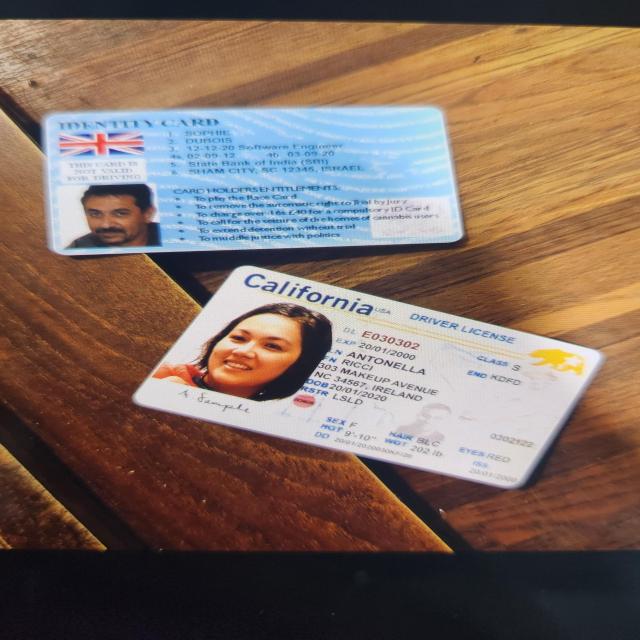 IDENTITY CARD
1. SOPHIE
2. DUBOIS
3. 12-12-20 Software Engineer
4a. 02-09-12 4b. 03-09-20
5. State Bank of India (SBI)
6. SHAM CITY, SC 12345, ISRAEL
THIS CARD IS
NOT VALID
FOR DRIVING
CARD HOLDERS ENTITLEMENTS:
• To play the Race Card
• To remove the automatic right to Trial by Jury
• To charge over £40 for a compulsory ID Card
• To call for the seizure of the homes of cannabis users
• To extend detention without trial
• To muddle justice with politics
California USA DRIVER LICENSE
DL E030302
CLASS S
EXP 20/01/2000
END KDFD
LN ANTONELLA
FN RICCI
303 MAKEUP AVENUE
NC 34567, IRELAND
DOB 20/01/2020
RSTR LSLD
0302122
SEX F HAIR BLC EYES RED
HGT 9'-10" WGT 202 lb
ISS
20/01/2000
DD
Sample